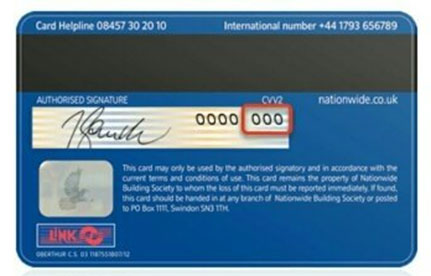 Card Helpline 08457 30 20 10 International number +44 1793 656789
AUTHORISED SIGNATURE CVV2 nationwide.co.uk
0000 000
This card may only be used by the authorised signatory and in accordance with the
current terms and conditions of use. This card remains the property of Nationwide
Building Society to whom the loss of this card must be reported immediately. If found,
this card should be handed in at any branch of Nationwide Building Society or posted
to PO Box 1111, Swindon SN3 1TH.
LINK
OBERTHUR C.S. 03